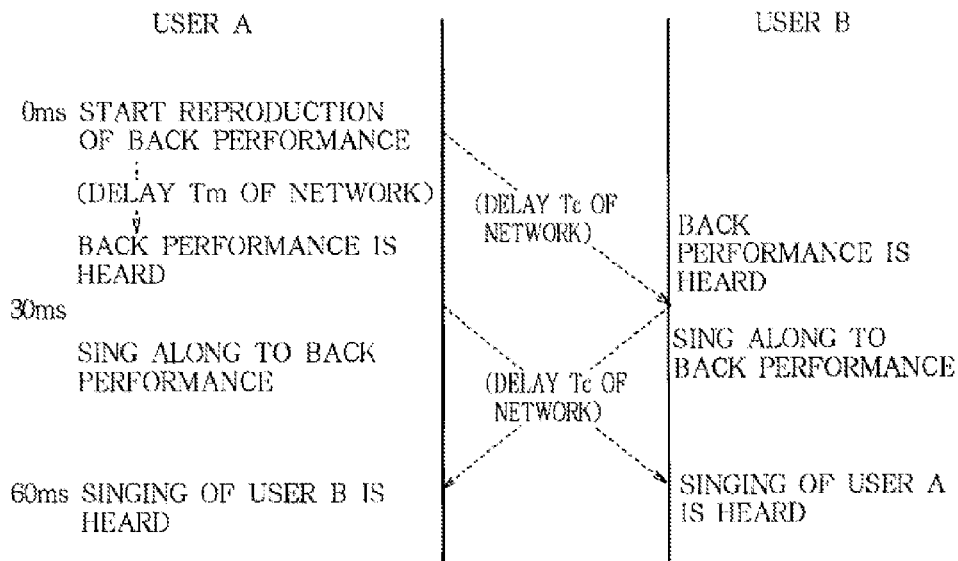 USER A
USER B
0ms START REPRODUCTION
OF BACK PERFORMANCE
(DELAY Tm OF NETWORK)
BACK PERFORMANCE IS
HEARD
(DELAY Tc OF
NETWORK)
BACK
PERFORMANCE IS
HEARD
30ms
SING ALONG TO BACK
PERFORMANCE
SING ALONG TO
BACK PERFORMANCE
(DELAY Tc OF
NETWORK)
60ms SINGING OF USER B IS
HEARD
SINGING OF USER A
IS HEARD